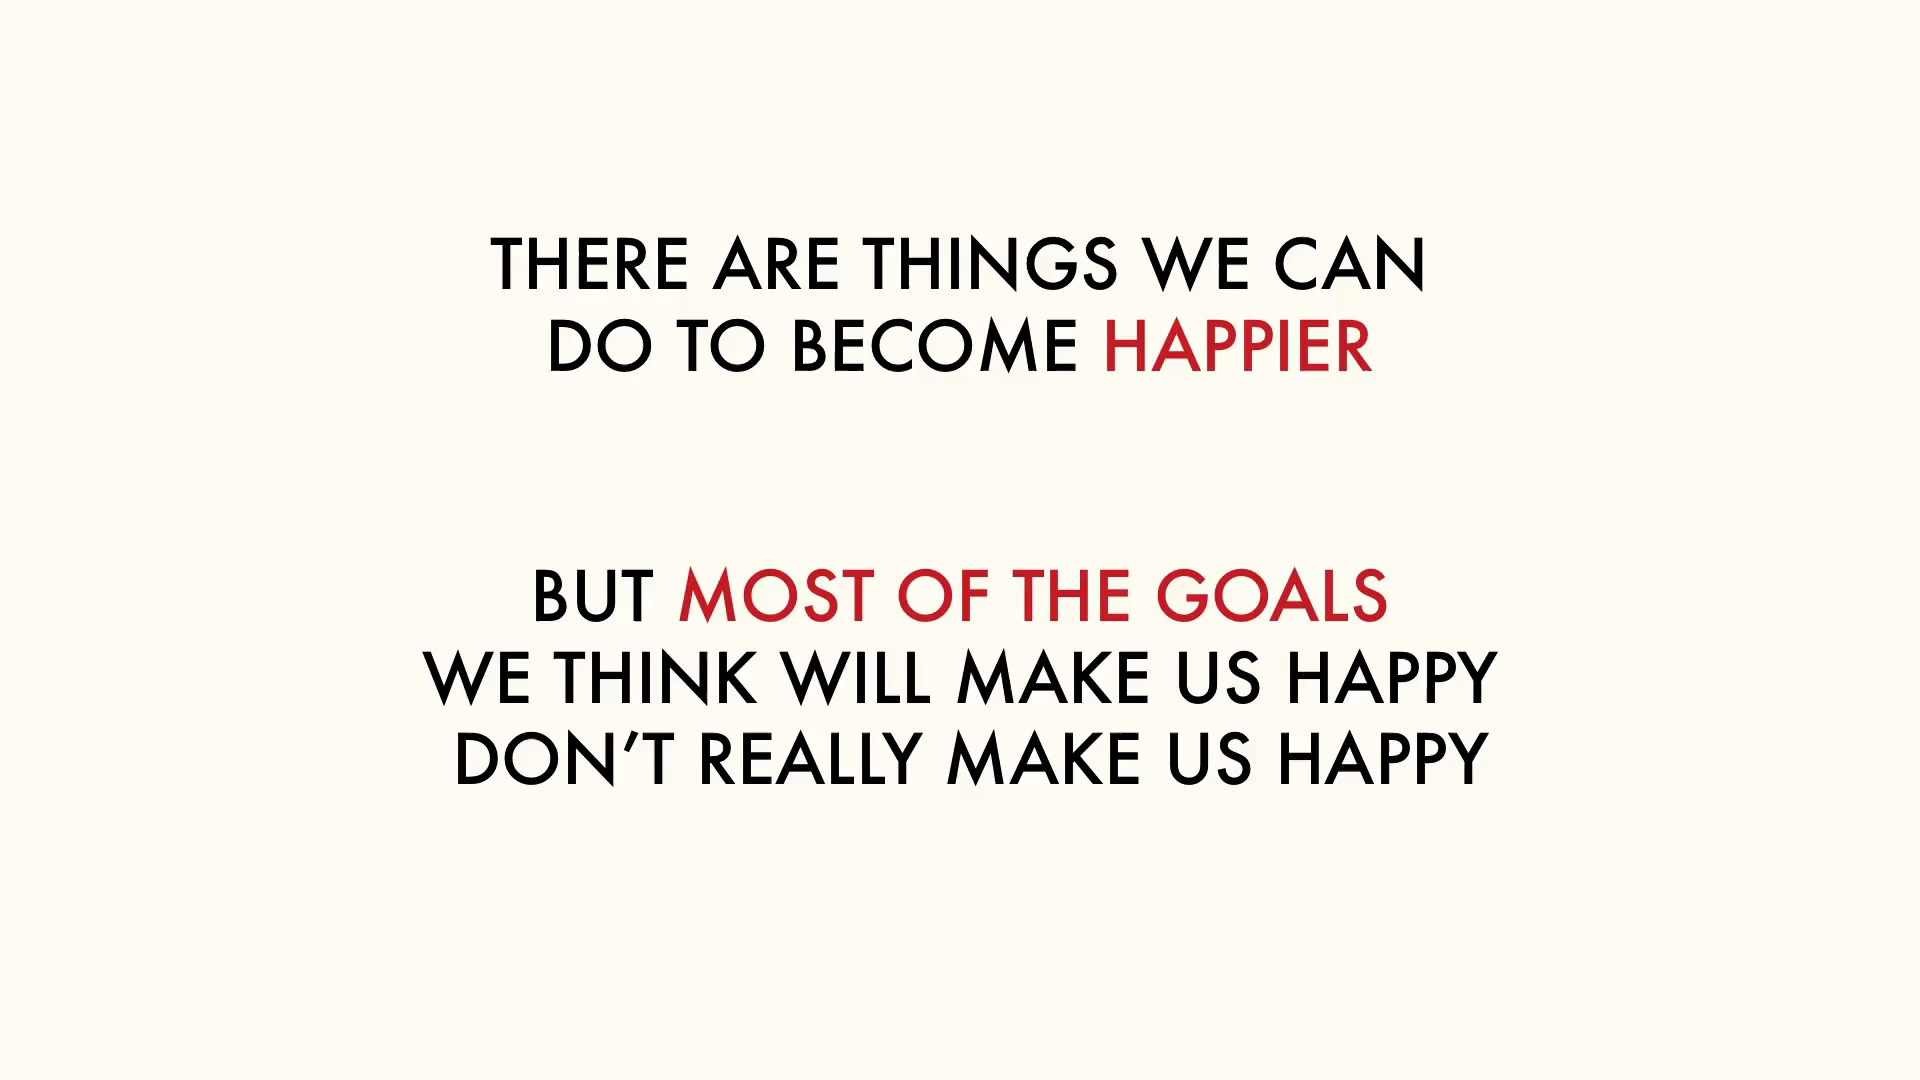 THERE ARE THINGS WE CAN
DO TO BECOME HAPPIER
BUT MOST OF THE GOALS
WE THINK WILL MAKE US HAPPY
DON’T REALLY MAKE US HAPPY